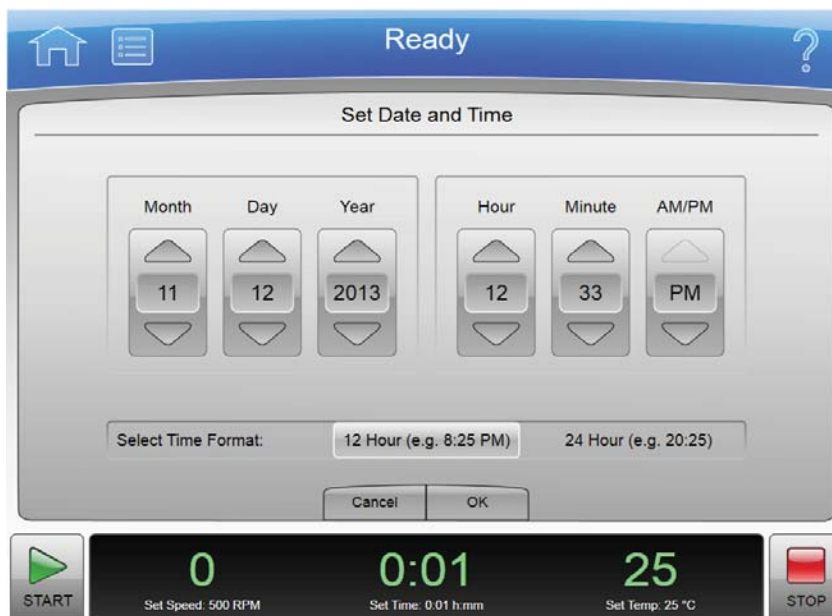 Ready
Set Date and Time
Month Day Year Hour Minute AM/PM
11 12 2013 12 33 PM
Select Time Format: 12 Hour (e.g. 8:25 PM) 24 Hour (e.g. 20:25)
Cancel OK
0 0:01 25
START Set Speed: 500 RPM Set Time: 0:01 h:mm Set Temp: 25 °C STOP